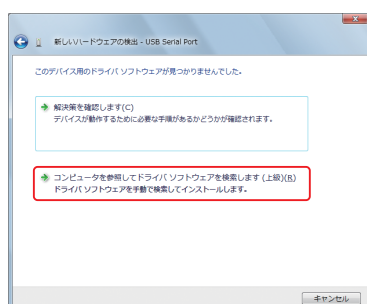 新しいハードウェアの検出 - USB Serial Port
このデバイス用のドライバ ソフトウェアが見つかりませんでした。
解決策を確認します(C)
デバイスが動作するために必要な手順があるかどうかが確認されます。
コンピュータを参照してドライバ ソフトウェアを検索します (上級)(R)
ドライバ ソフトウェアを手動で検索してインストールします。
キャンセル